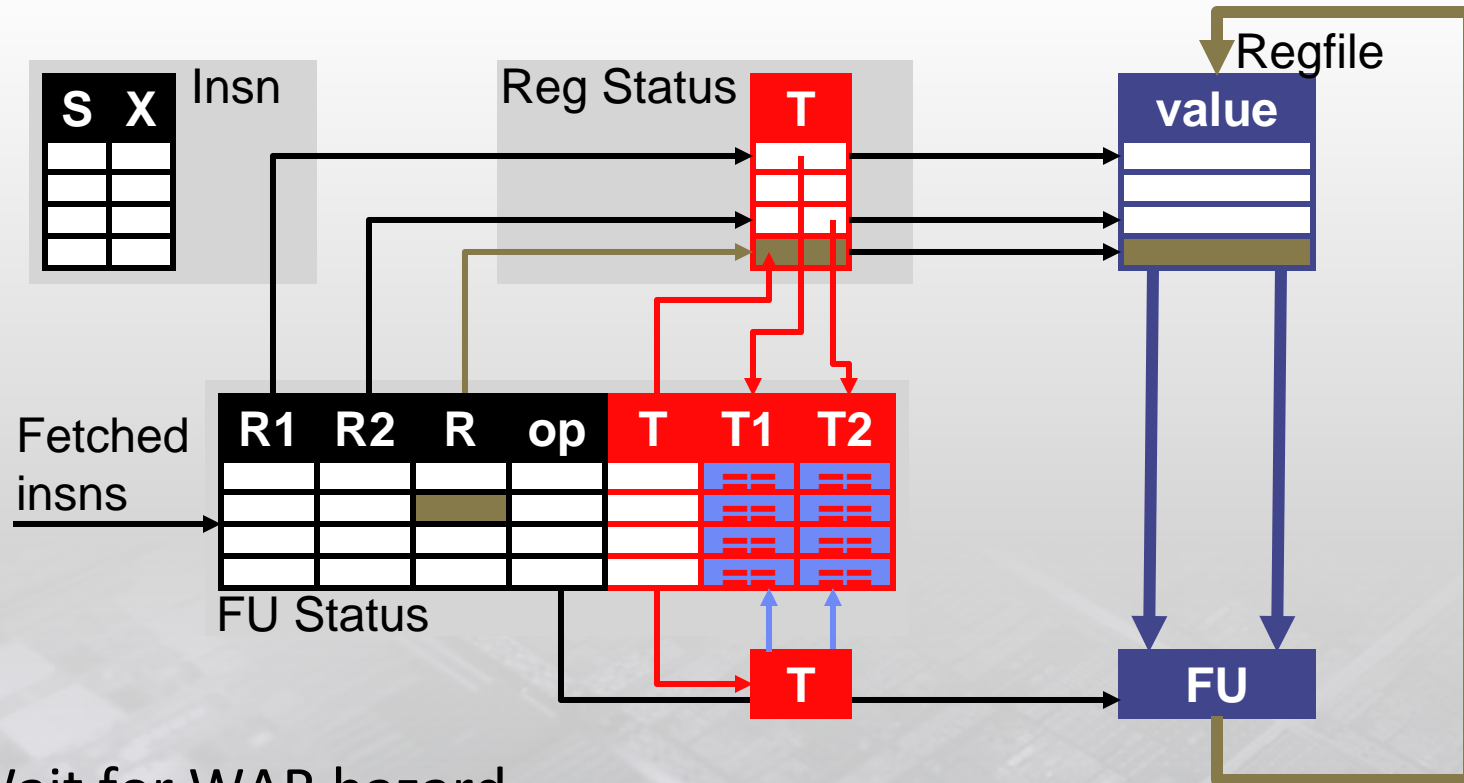 Regfile
Insn
Reg Status
S X
T
value
R1 R2 R op T T1 T2
Fetched
insns
== ==
== ==
== ==
== ==
FU Status
T
FU